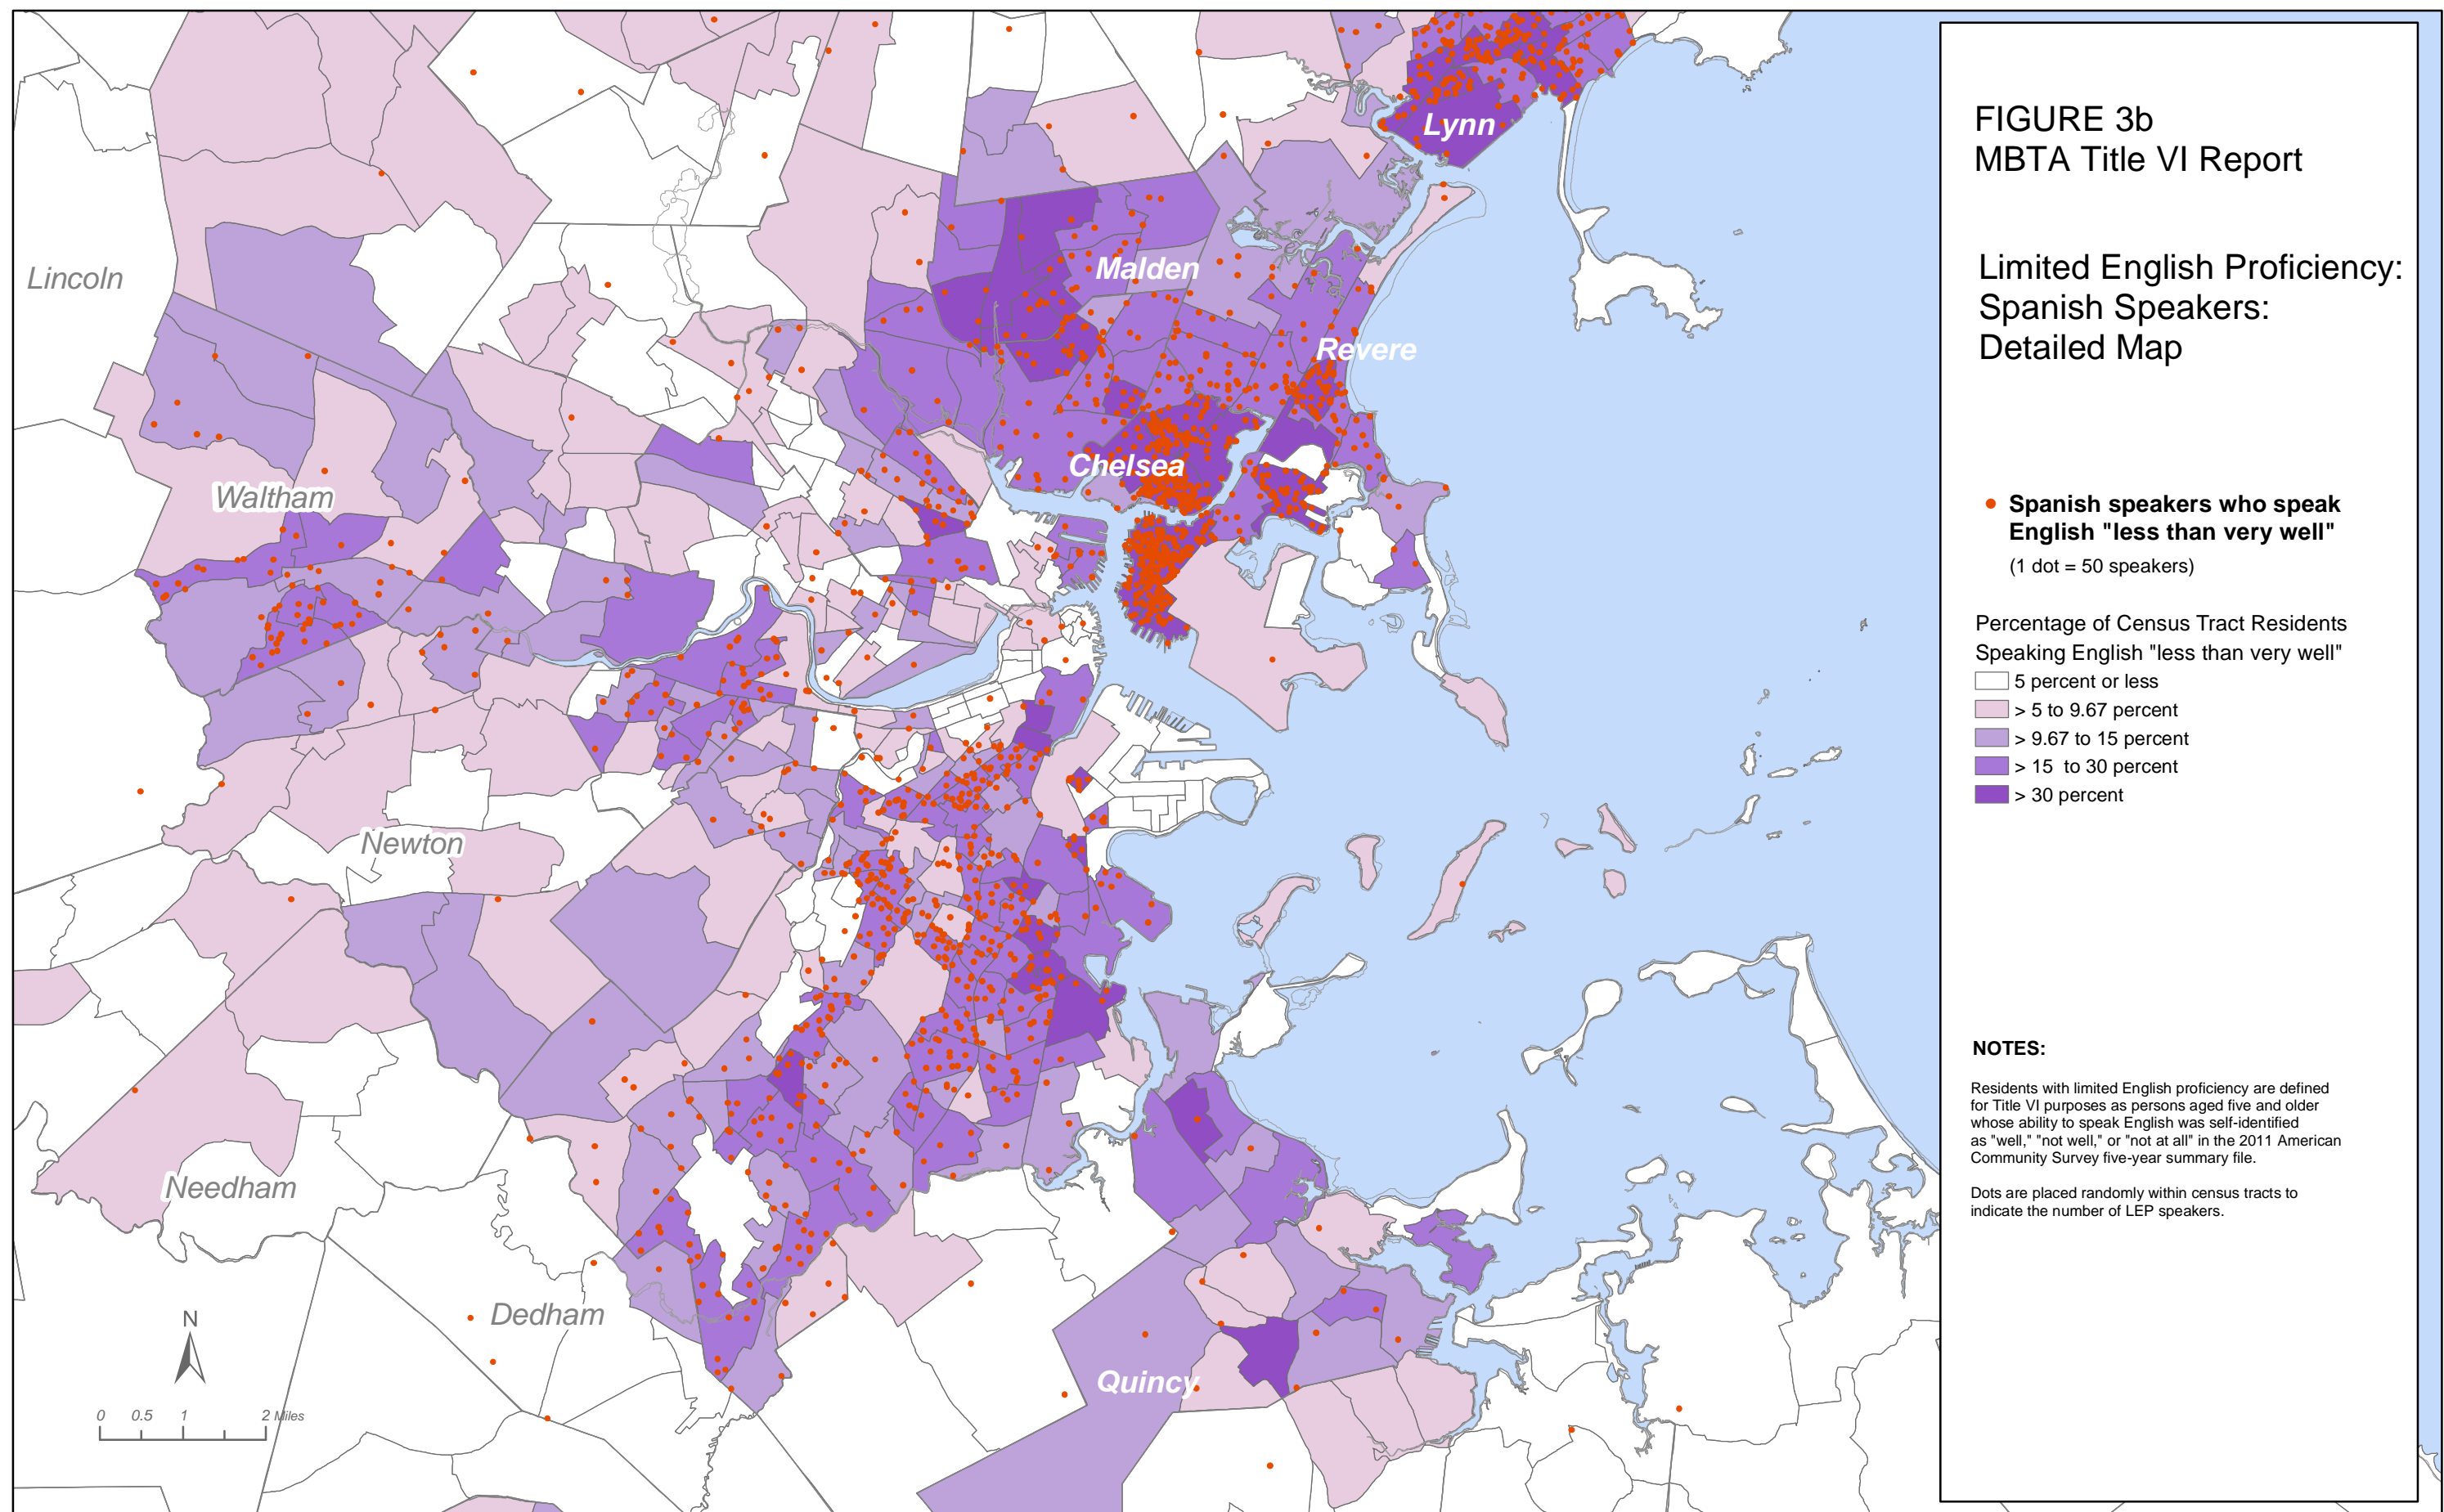 FIGURE 3b
MBTA Title VI Report
Limited English Proficiency:
Spanish Speakers:
Detailed Map
Spanish speakers who speak
English "less than very well"
(1 dot = 50 speakers)
Percentage of Census Tract Residents
Speaking English "less than very well"
5 percent or less
> 5 to 9.67 percent
> 9.67 to 15 percent
> 15 to 30 percent
> 30 percent
NOTES:
Residents with limited English proficiency are defined
for Title VI purposes as persons aged five and older
whose ability to speak English was self-identified
as "well," "not well," or "not at all" in the 2011 American
Community Survey five-year summary file.
Dots are placed randomly within census tracts to
indicate the number of LEP speakers.
Lynn
Malden
Lincoln
Revere
Chelsea
Waltham
Newton
Needham
Dedham
Quincy
N
0 0.5 1 2 Miles